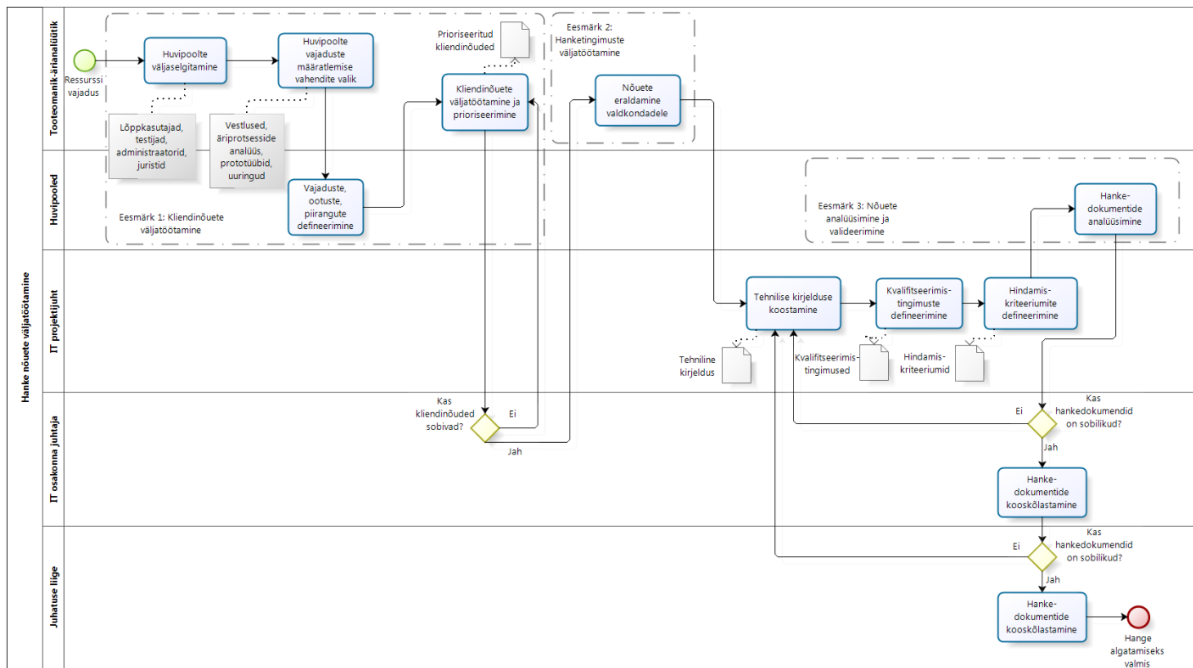 Hanke nõuete väljatöötamine
Tooteomanik-ärianalüütik
Ressurssi
vajadus
Huvipoolte
väljaselgitamine
Huvipoolte
vajaduste
määratlemise
vahendite valik
Lõppkasutajad,
testijad,
administraatorid,
juristid
Vestlused,
äriprotsesside
analüüs,
prototüübid,
uuringud
Prioriseeritud
kliendinõuded
Kliendinõuete
väljatöötamine ja
prioriseerimine
Eesmärk 2:
Hanketingimuste
väljatöötamine
Nõuete
eraldamine
valdkondadele
Huvipooled
Eesmärk 1: Kliendinõuete
väljatöötamine
Vajaduste,
ootuste,
piirangute
defineerimine
Eesmärk 3: Nõuete
analüüsimine ja
valideerimine
Hanke-
dokumentide
analüüsimine
IT projektijuht
Tehnilise kirjelduse
koostamine
Kvalifitseerimis-
tingimuste
defineerimine
Hindamis-
kriteeriumite
defineerimine
Tehniline
kirjeldus
Kvalifitseerimis-
tingimused
Hindamis-
kriteeriumid
IT osakonna juhtaja
Kas
kliendinõuded
sobivad?
Ei
Jah
Ei
Kas
hankedokumendid
on sobilikud?
Jah
Hanke-
dokumentide
kooskõlastamine
Juhatuse liige
Ei
Kas
hankedokumendid
on sobilikud?
Jah
Hanke-
dokumentide
kooskõlastamine
Hange
algatamiseks
valmis